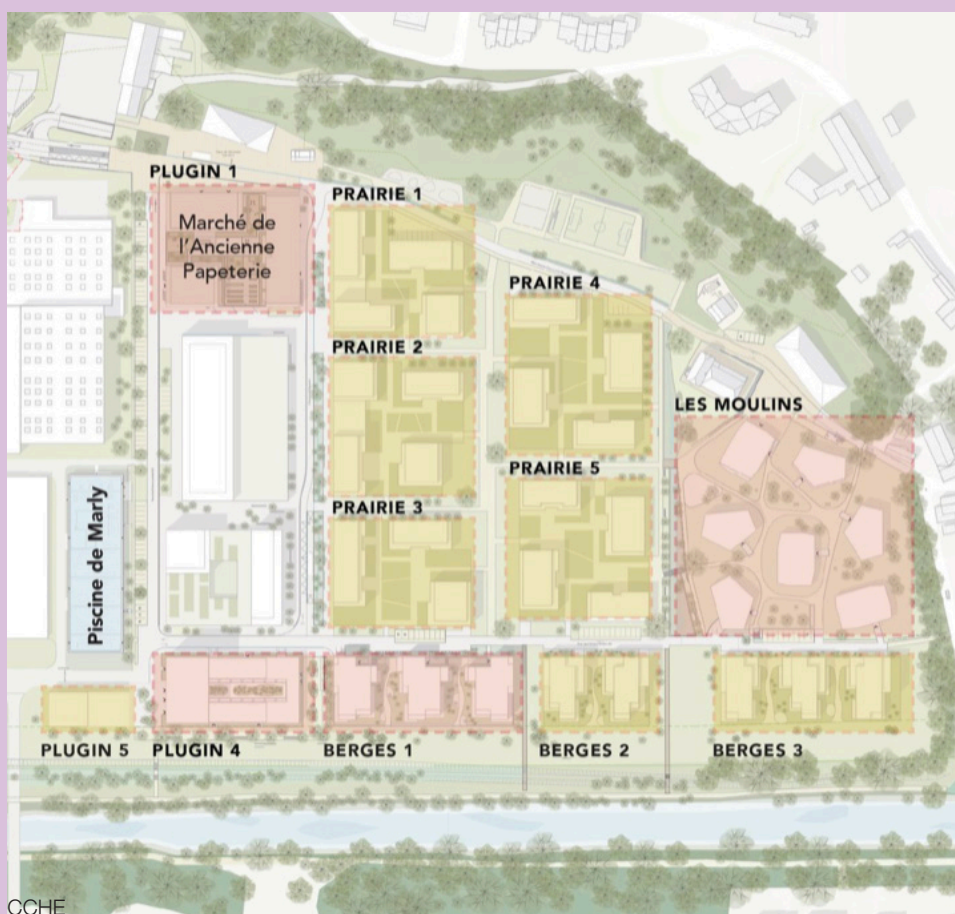 PLUGIN 1
Marché de
l'Ancienne
Papeterie
PRAIRIE 1
PRAIRIE 4
PRAIRIE 2
LES MOULINS
PRAIRIE 5
Piscine de Marly
PRAIRIE 3
PLUGIN 5
PLUGIN 4
BERGES 1
BERGES 2
BERGES 3
CCHE